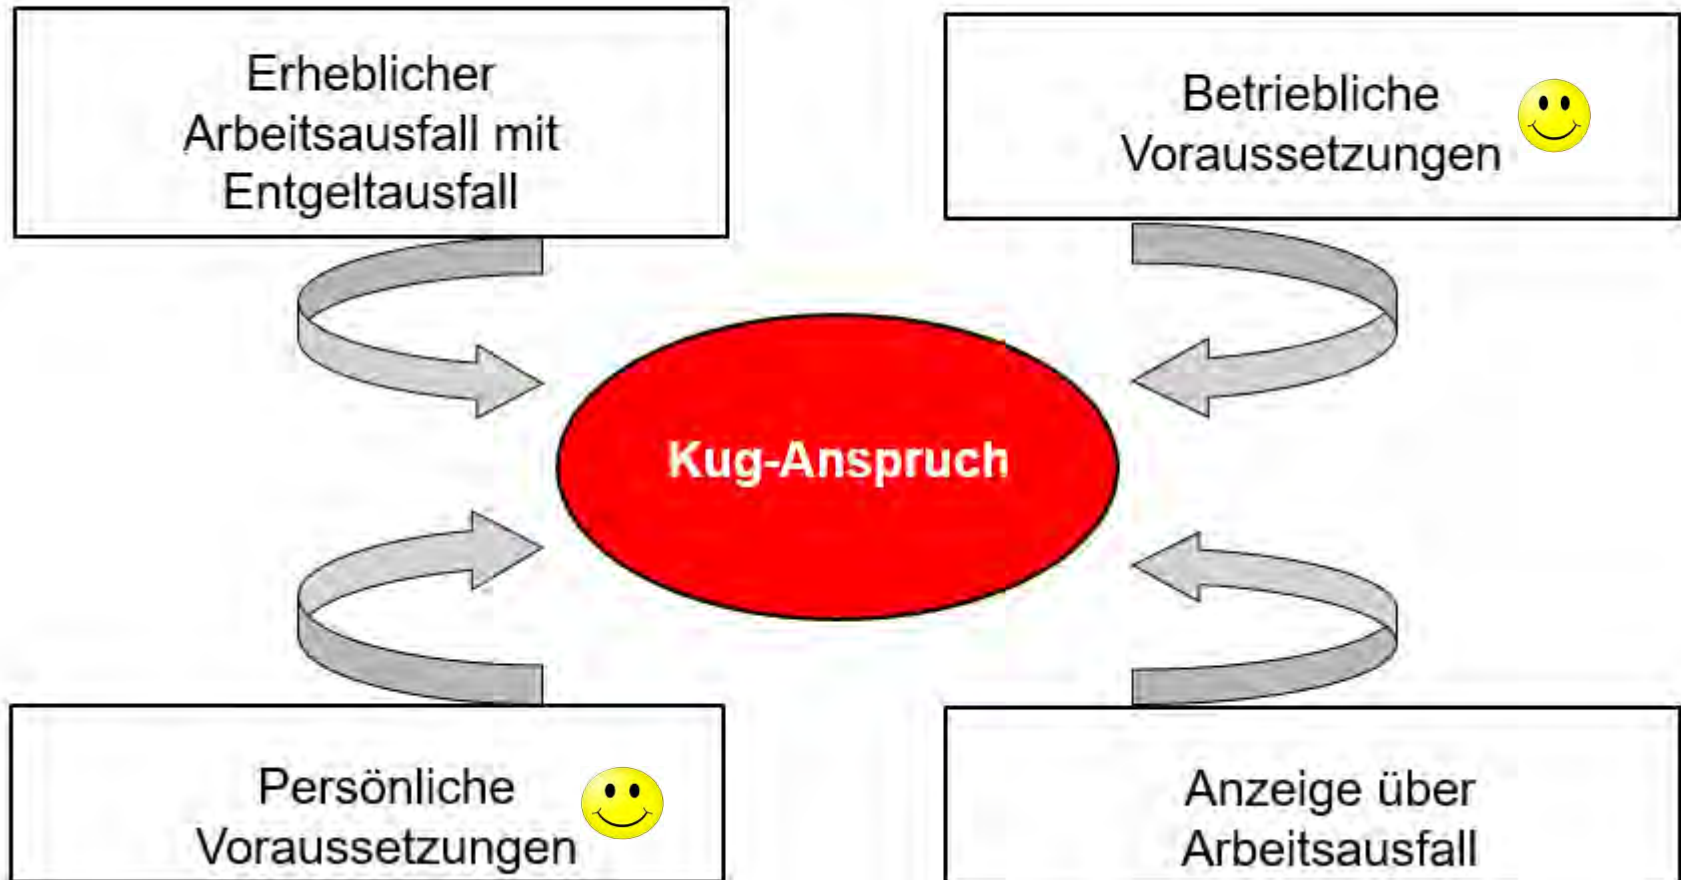 Erheblicher
Arbeitsausfall mit
Entgeltausfall
Betriebliche
Voraussetzungen
Kug-Anspruch
Persönliche
Voraussetzungen
Anzeige über
Arbeitsausfall